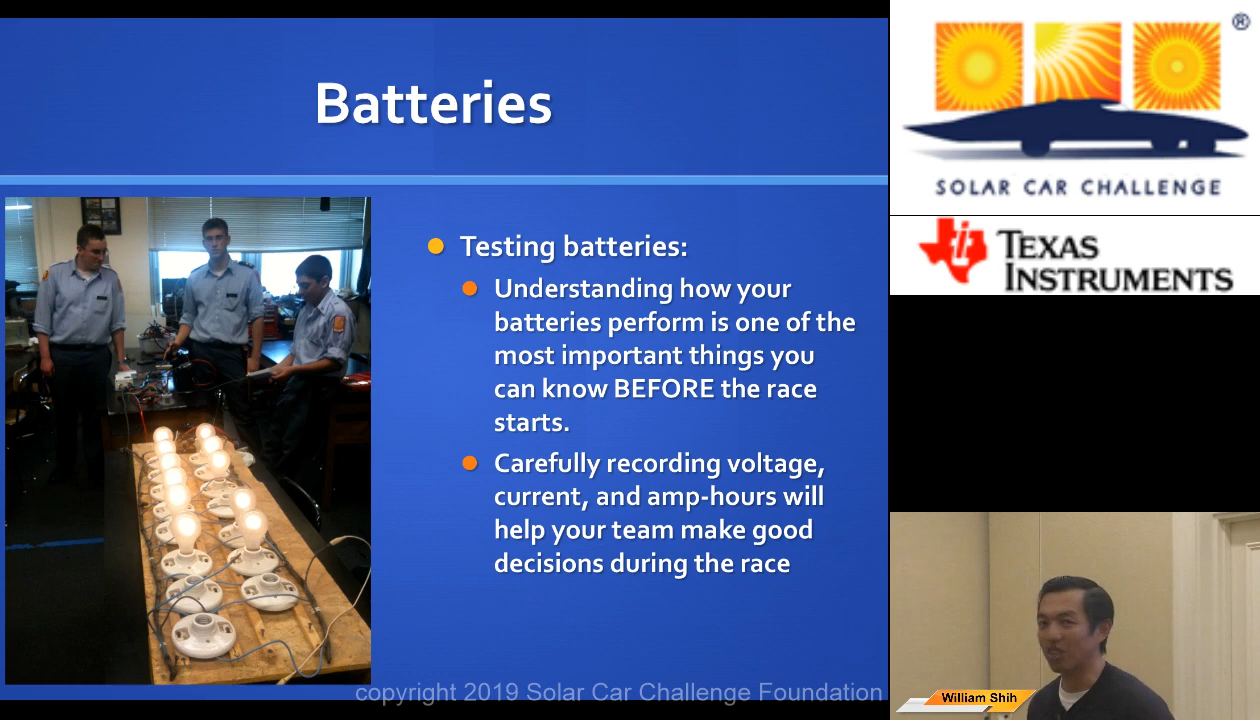 Batteries
Testing batteries:
Understanding how your
batteries perform is one of the
most important things you
can know BEFORE the race
starts.
Carefully recording voltage,
current, and amp-hours will
help your team make good
decisions during the race
copyright 2019 Solar Car Challenge Foundation
®
SOLAR CAR CHALLENGE
TEXAS
INSTRUMENTS
William Shih